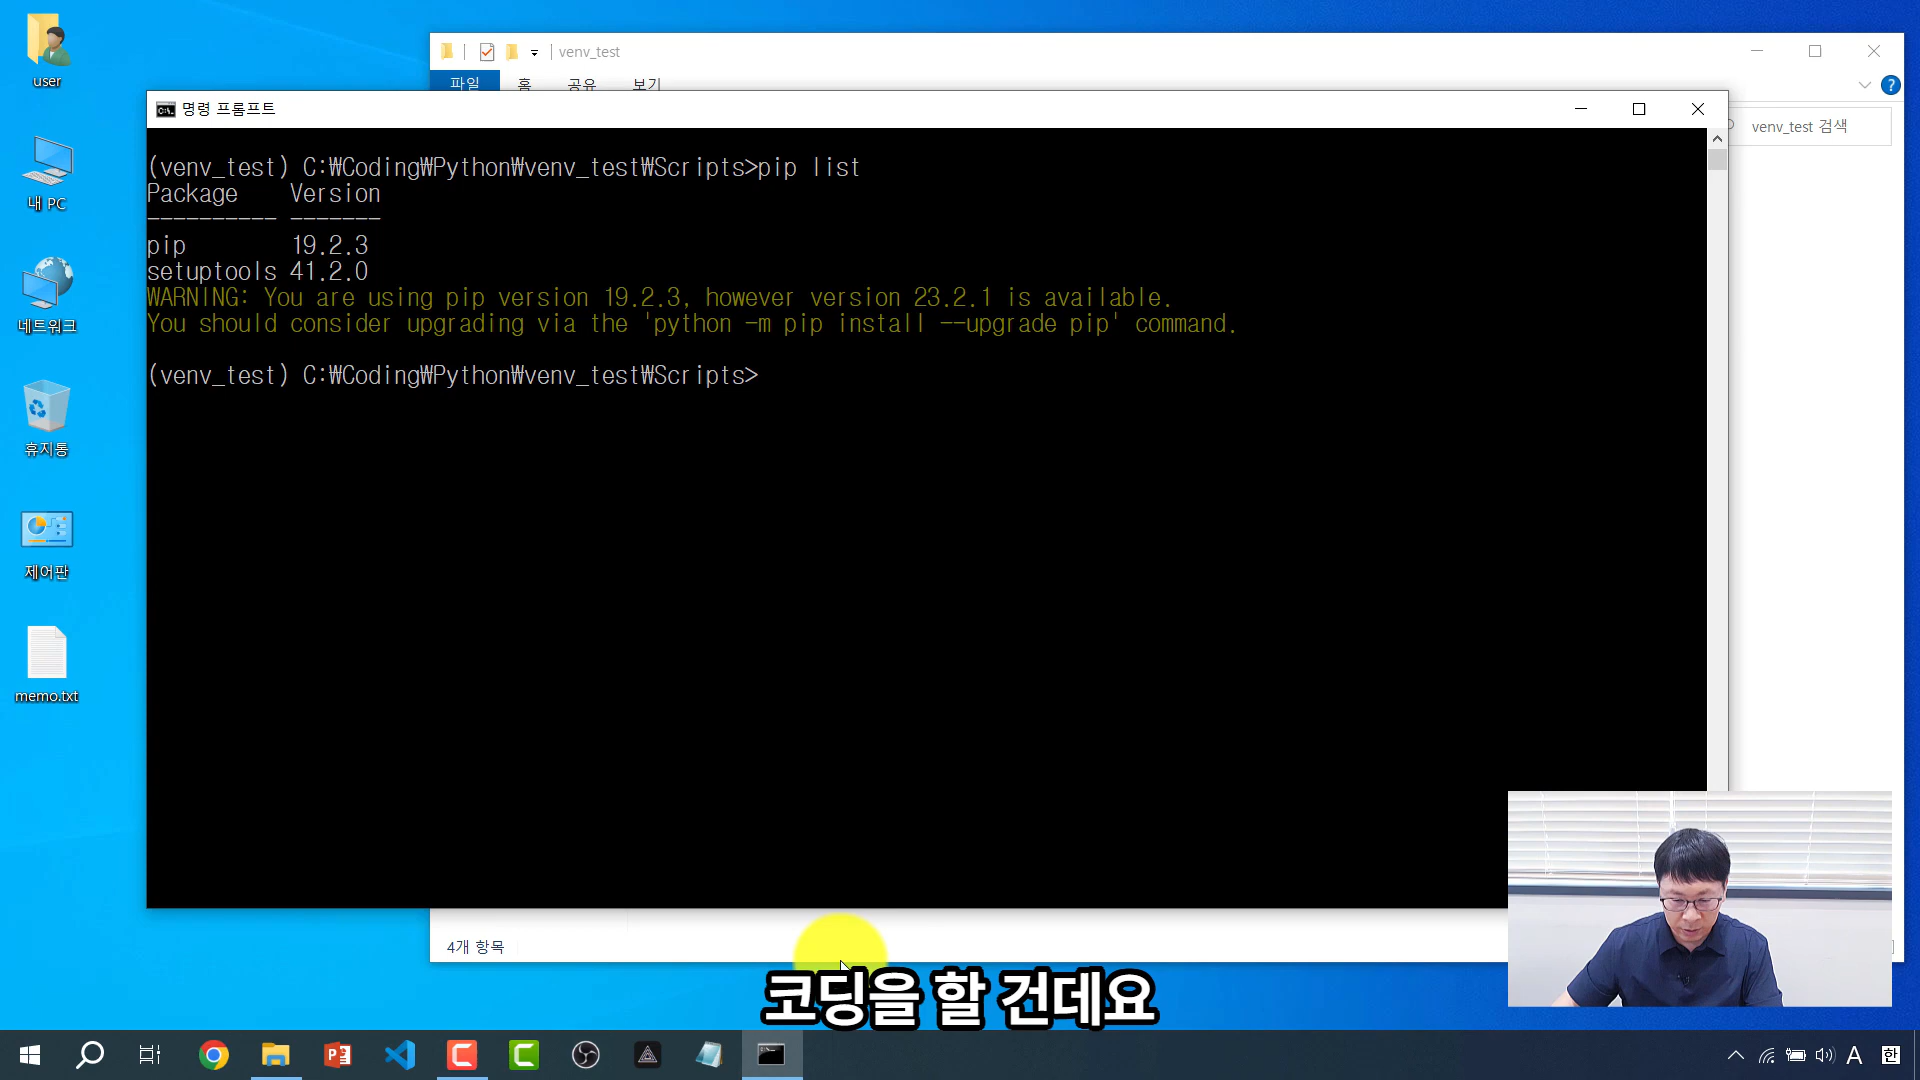 user
내 PC
네트워크
휴지통
제어판
memo.txt
venv_test
파일 홈 공유 보기
venv_test 검색
명령 프롬프트
(venv_test) C:₩Coding₩Python₩venv_test₩Scripts>pip list
Package    Version
---------- -------
pip        19.2.3
setuptools 41.2.0
WARNING: You are using pip version 19.2.3, however version 23.2.1 is available.
You should consider upgrading via the 'python -m pip install --upgrade pip' command.
(venv_test) C:₩Coding₩Python₩venv_test₩Scripts>
4개 항목
코딩을 할 건데요
A 한